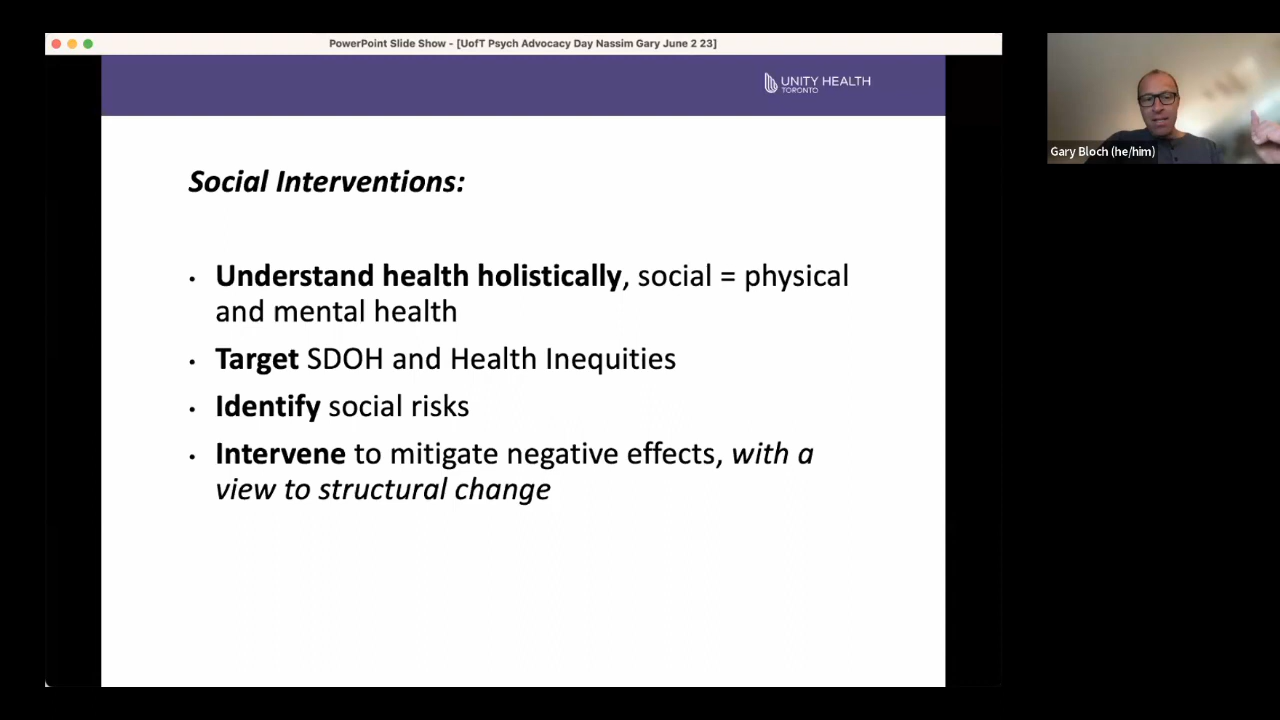 PowerPoint Slide Show - [UofT Psych Advocacy Day Nassim Gary June 2 23]
UNITY HEALTH
TORONTO
Gary Bloch (he/him)
Social Interventions:
• Understand health holistically, social = physical
and mental health
• Target SDOH and Health Inequities
• Identify social risks
• Intervene to mitigate negative effects, with a
view to structural change